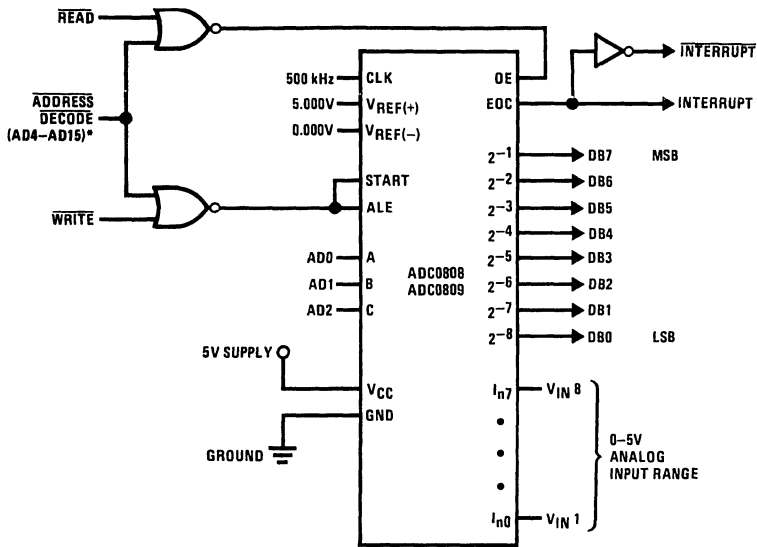 READ
ADDRESS
DECODE
(AD4–AD15)*
WRITE
500 kHz
5.000V
0.000V
CLK
VREF(+)
VREF(−)
START
ALE
AD0
AD1
AD2
A
B
C
ADC0808
ADC0809
5V SUPPLY
VCC
GND
GROUND
OE
EOC
INTERRUPT
INTERRUPT
2−1 DB7 MSB
2−2 DB6
2−3 DB5
2−4 DB4
2−5 DB3
2−6 DB2
2−7 DB1
2−8 DB0 LSB
In7 VIN 8
In0 VIN 1
0–5V
ANALOG
INPUT RANGE